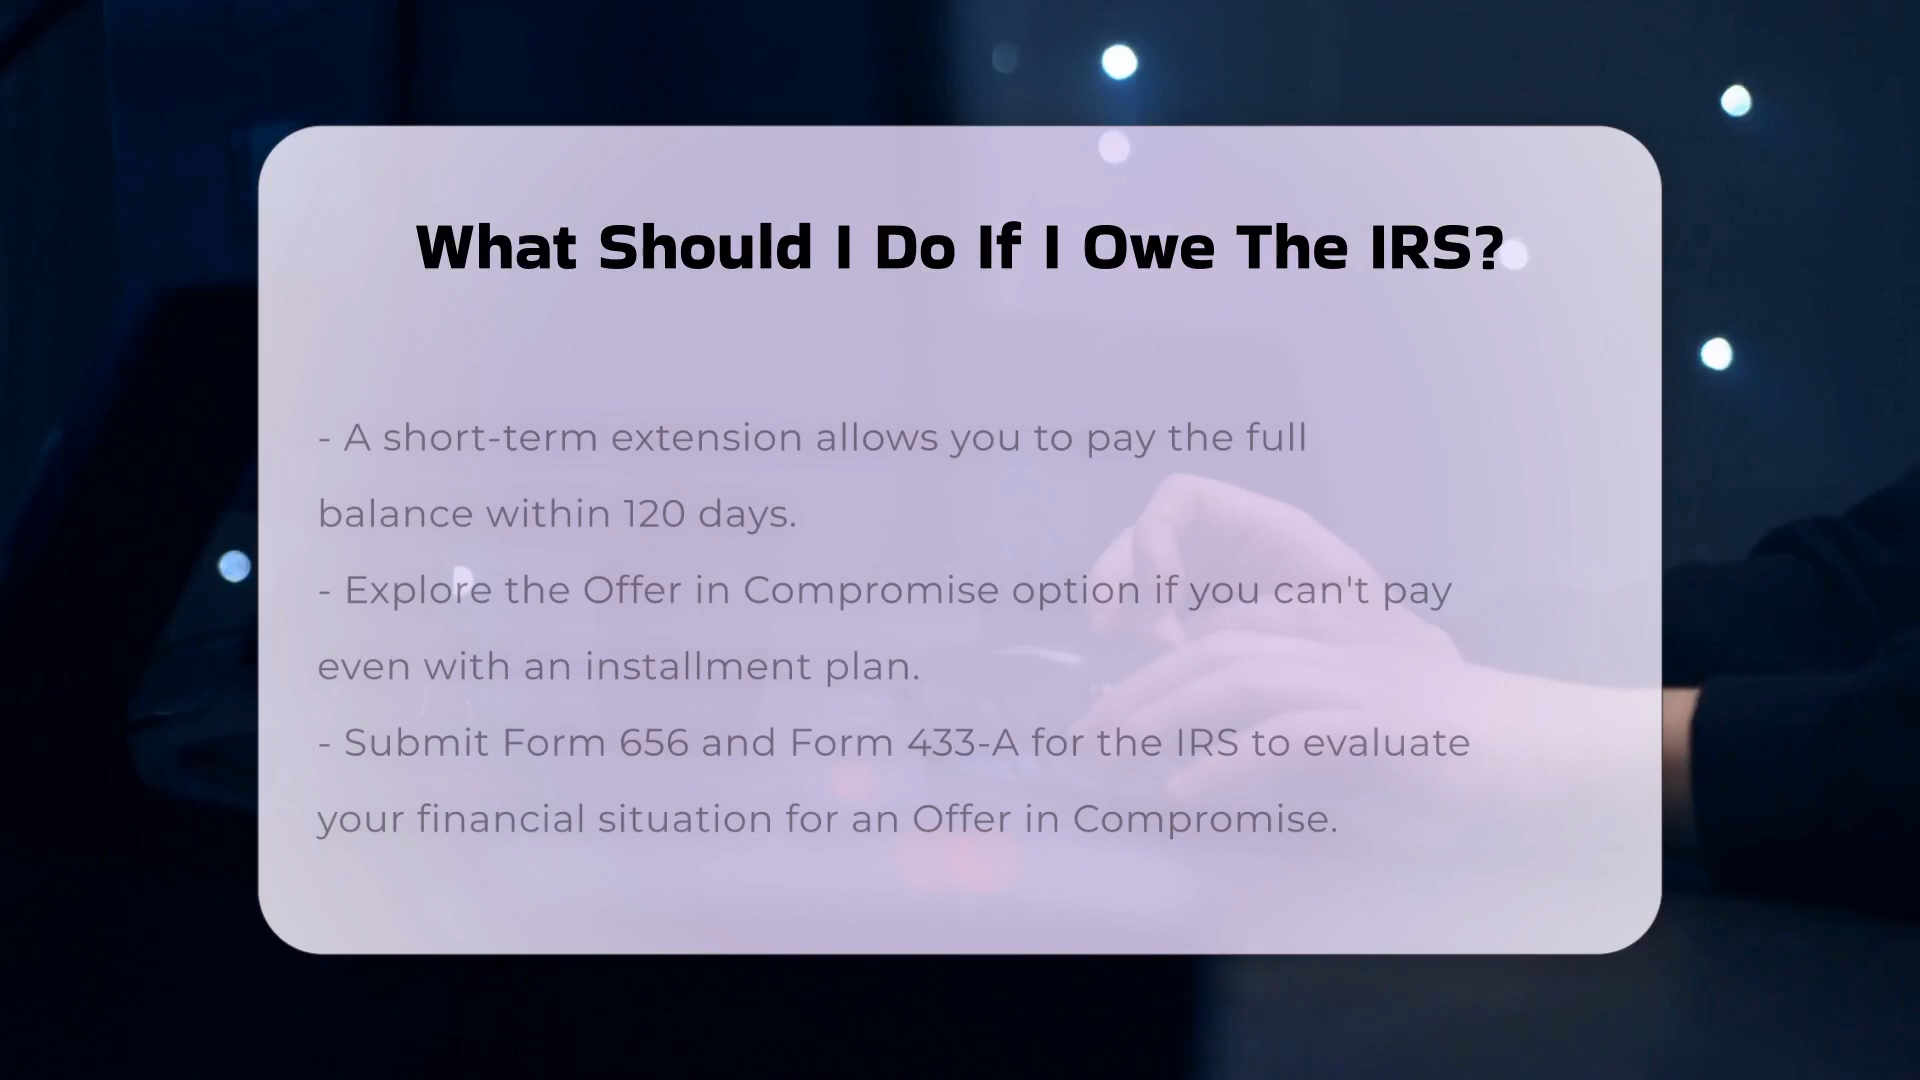 What Should I Do If I Owe The IRS?
- A short-term extension allows you to pay the full
balance within 120 days.
- Explore the Offer in Compromise option if you can't pay
even with an installment plan.
- Submit Form 656 and Form 433-A for the IRS to evaluate
your financial situation for an Offer in Compromise.